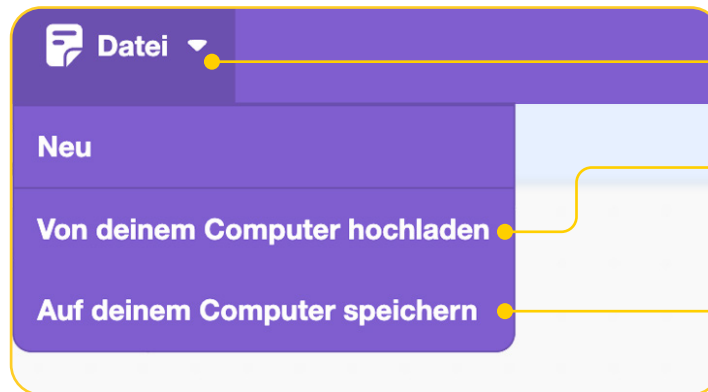 Datei
Neu
Von deinem Computer hochladen
Auf deinem Computer speichern